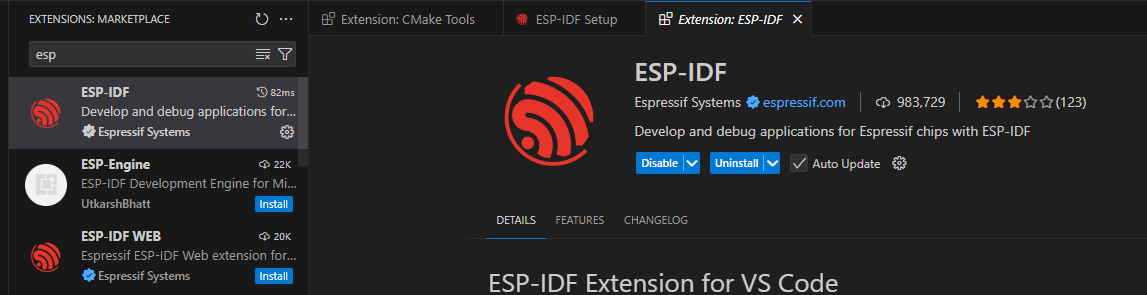 EXTENSIONS: MARKETPLACE
esp
ESP-IDF
82ms
Develop and debug applications for...
Espressif Systems
ESP-Engine
22K
ESP-IDF Development Engine for Mi...
UtkarshBhatt
Install
ESP-IDF WEB
20K
Espressif ESP-IDF Web extension for...
Espressif Systems
Install
Extension: CMake Tools
ESP-IDF Setup
Extension: ESP-IDF
ESP-IDF
Espressif Systems espressif.com 983,729 (123)
Develop and debug applications for Espressif chips with ESP-IDF
Disable Uninstall Auto Update
DETAILS FEATURES CHANGELOG
ESP-IDF Extension for VS Code